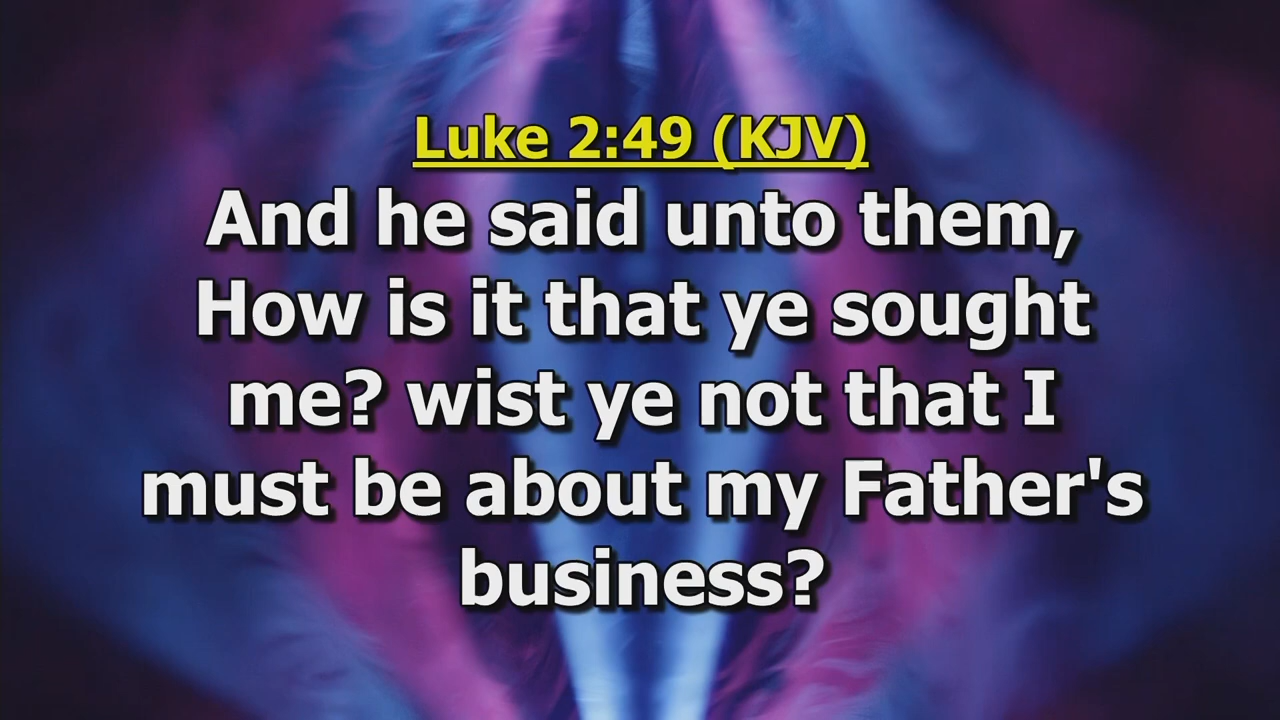 Luke 2:49 (KJV)
And he said unto them,
How is it that ye sought
me? wist ye not that I
must be about my Father's
business?